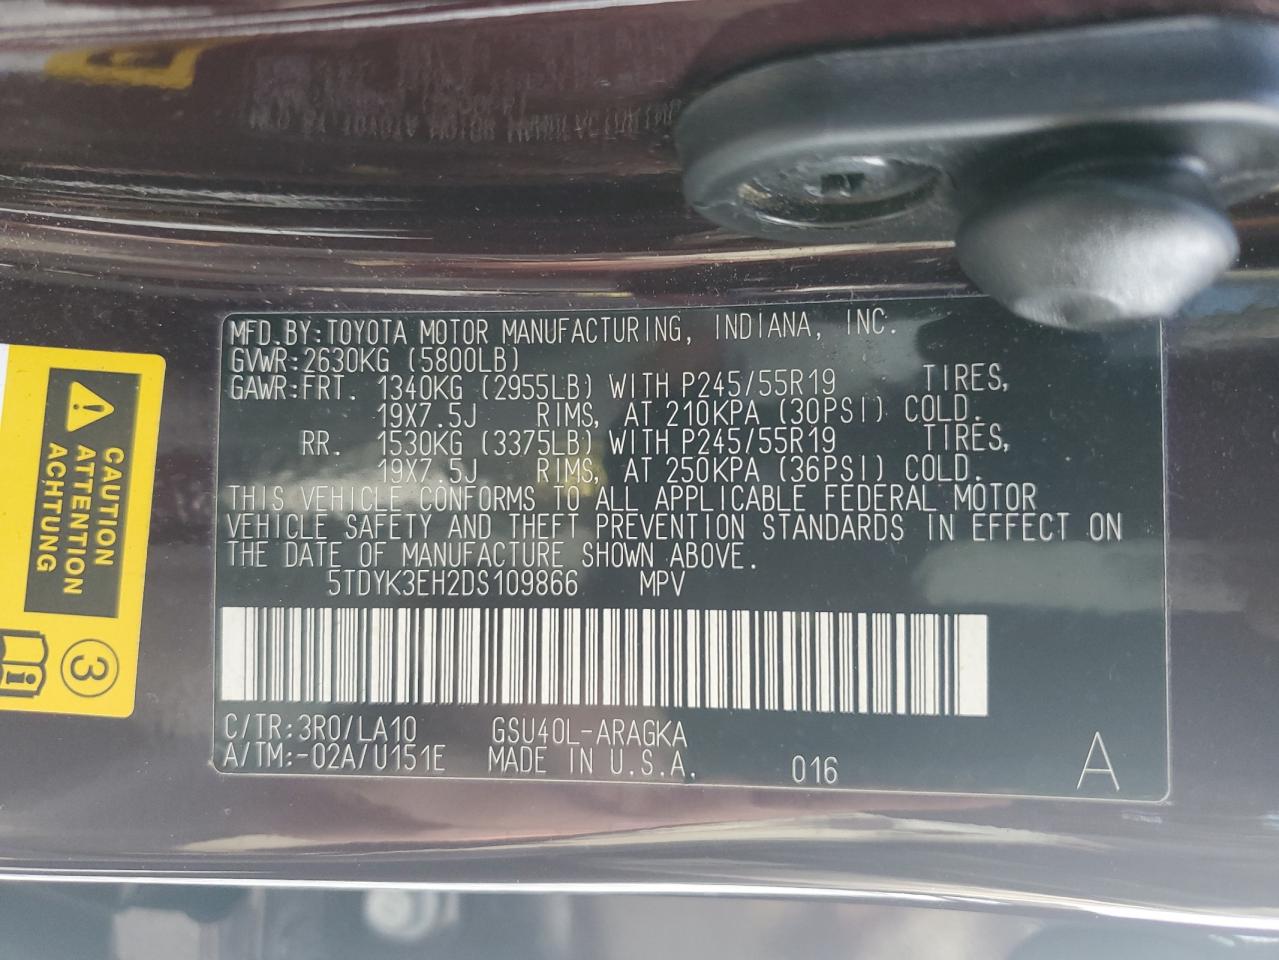 MFD.BY:TOYOTA MOTOR MANUFACTURING, INDIANA, INC.
GVWR:2630KG (5800LB)
GAWR:FRT. 1340KG (2955LB) WITH P245/55R19 TIRES,
19X7.5J RIMS, AT 210KPA (30PSI) COLD.
RR. 1530KG (3375LB) WITH P245/55R19 TIRES,
19X7.5J RIMS, AT 250KPA (36PSI) COLD.
THIS VEHICLE CONFORMS TO ALL APPLICABLE FEDERAL MOTOR
VEHICLE SAFETY AND THEFT PREVENTION STANDARDS IN EFFECT ON
THE DATE OF MANUFACTURE SHOWN ABOVE.
5TDYK3EH2DS109866 MPV
C/TR:3R0/LA10 GSU40L-ARAGKA
A/TM:-02A/U151E MADE IN U.S.A. 016 A
CAUTION
ATTENTION
ACHTUNG
3